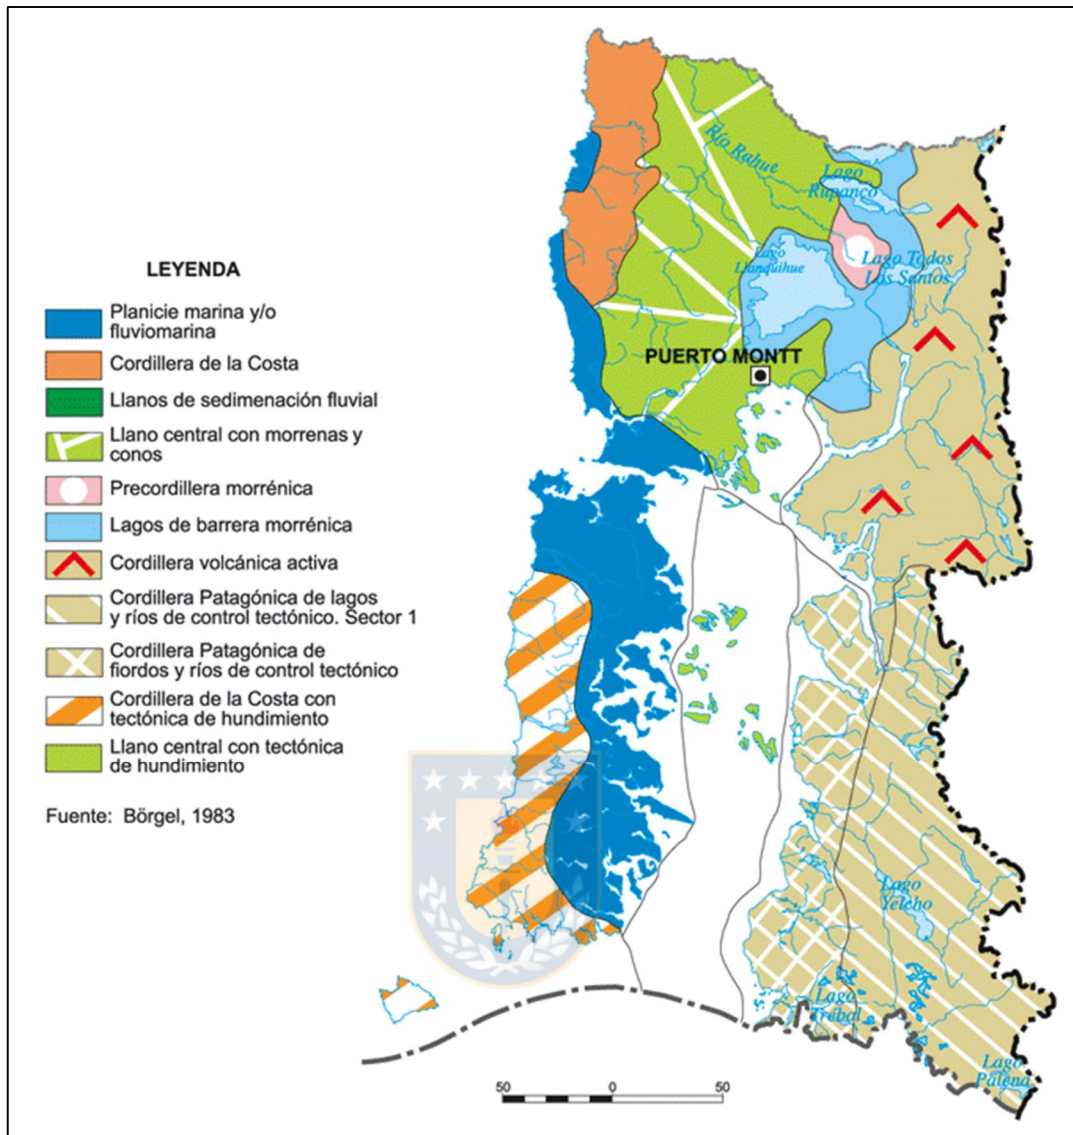 Río Rahue
Lago
Rupanco
Lago
Llanquihue
Lago Todos
Los Santos
PUERTO MONTT
LEYENDA
Planicie marina y/o
fluviomarina
Cordillera de la Costa
Llanos de sedimenación fluvial
Llano central con morrenas y
conos
Precordillera morrénica
Lagos de barrera morrénica
Cordillera volcánica activa
Cordillera Patagónica de lagos
y ríos de control tectónico. Sector 1
Cordillera Patagónica de
fiordos y ríos de control tectónico
Cordillera de la Costa con
tectónica de hundimiento
Llano central con tectónica
de hundimiento
Fuente: Börgel, 1983
Lago
Yelcho
Lago
Trébol
Lago
Palena
50 0 50